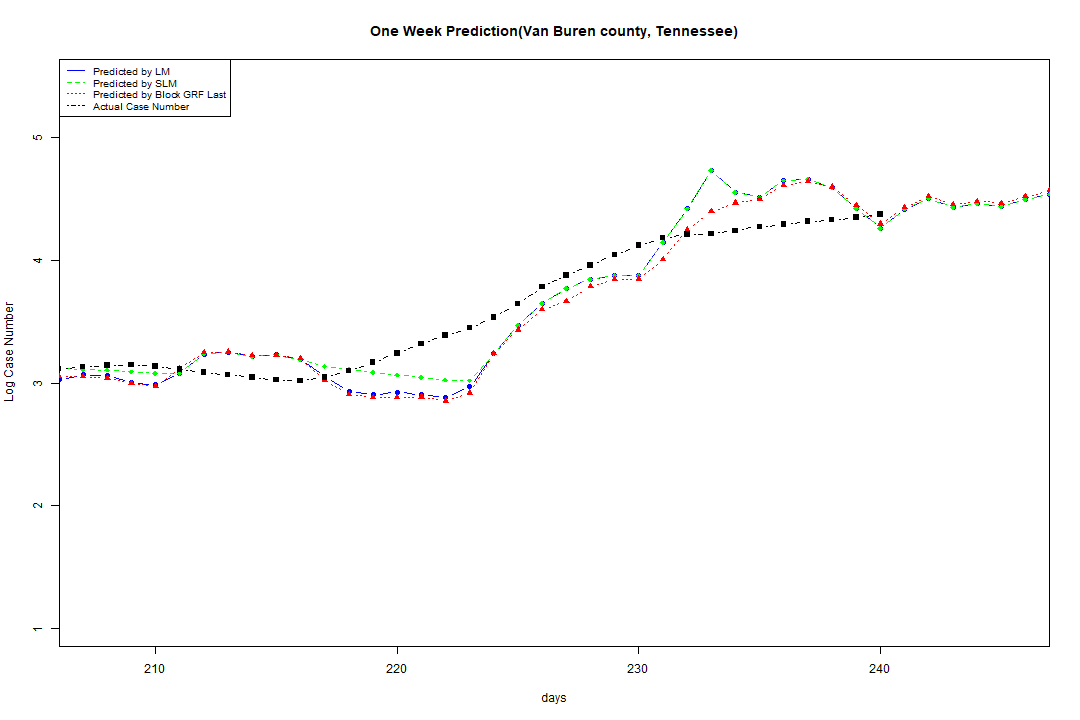 One Week Prediction(Van Buren county, Tennessee)
Predicted by LM
Predicted by SLM
Predicted by Block GRF Last
Actual Case Number
5
4
3
2
1
Log Case Number
210
220
230
240
days